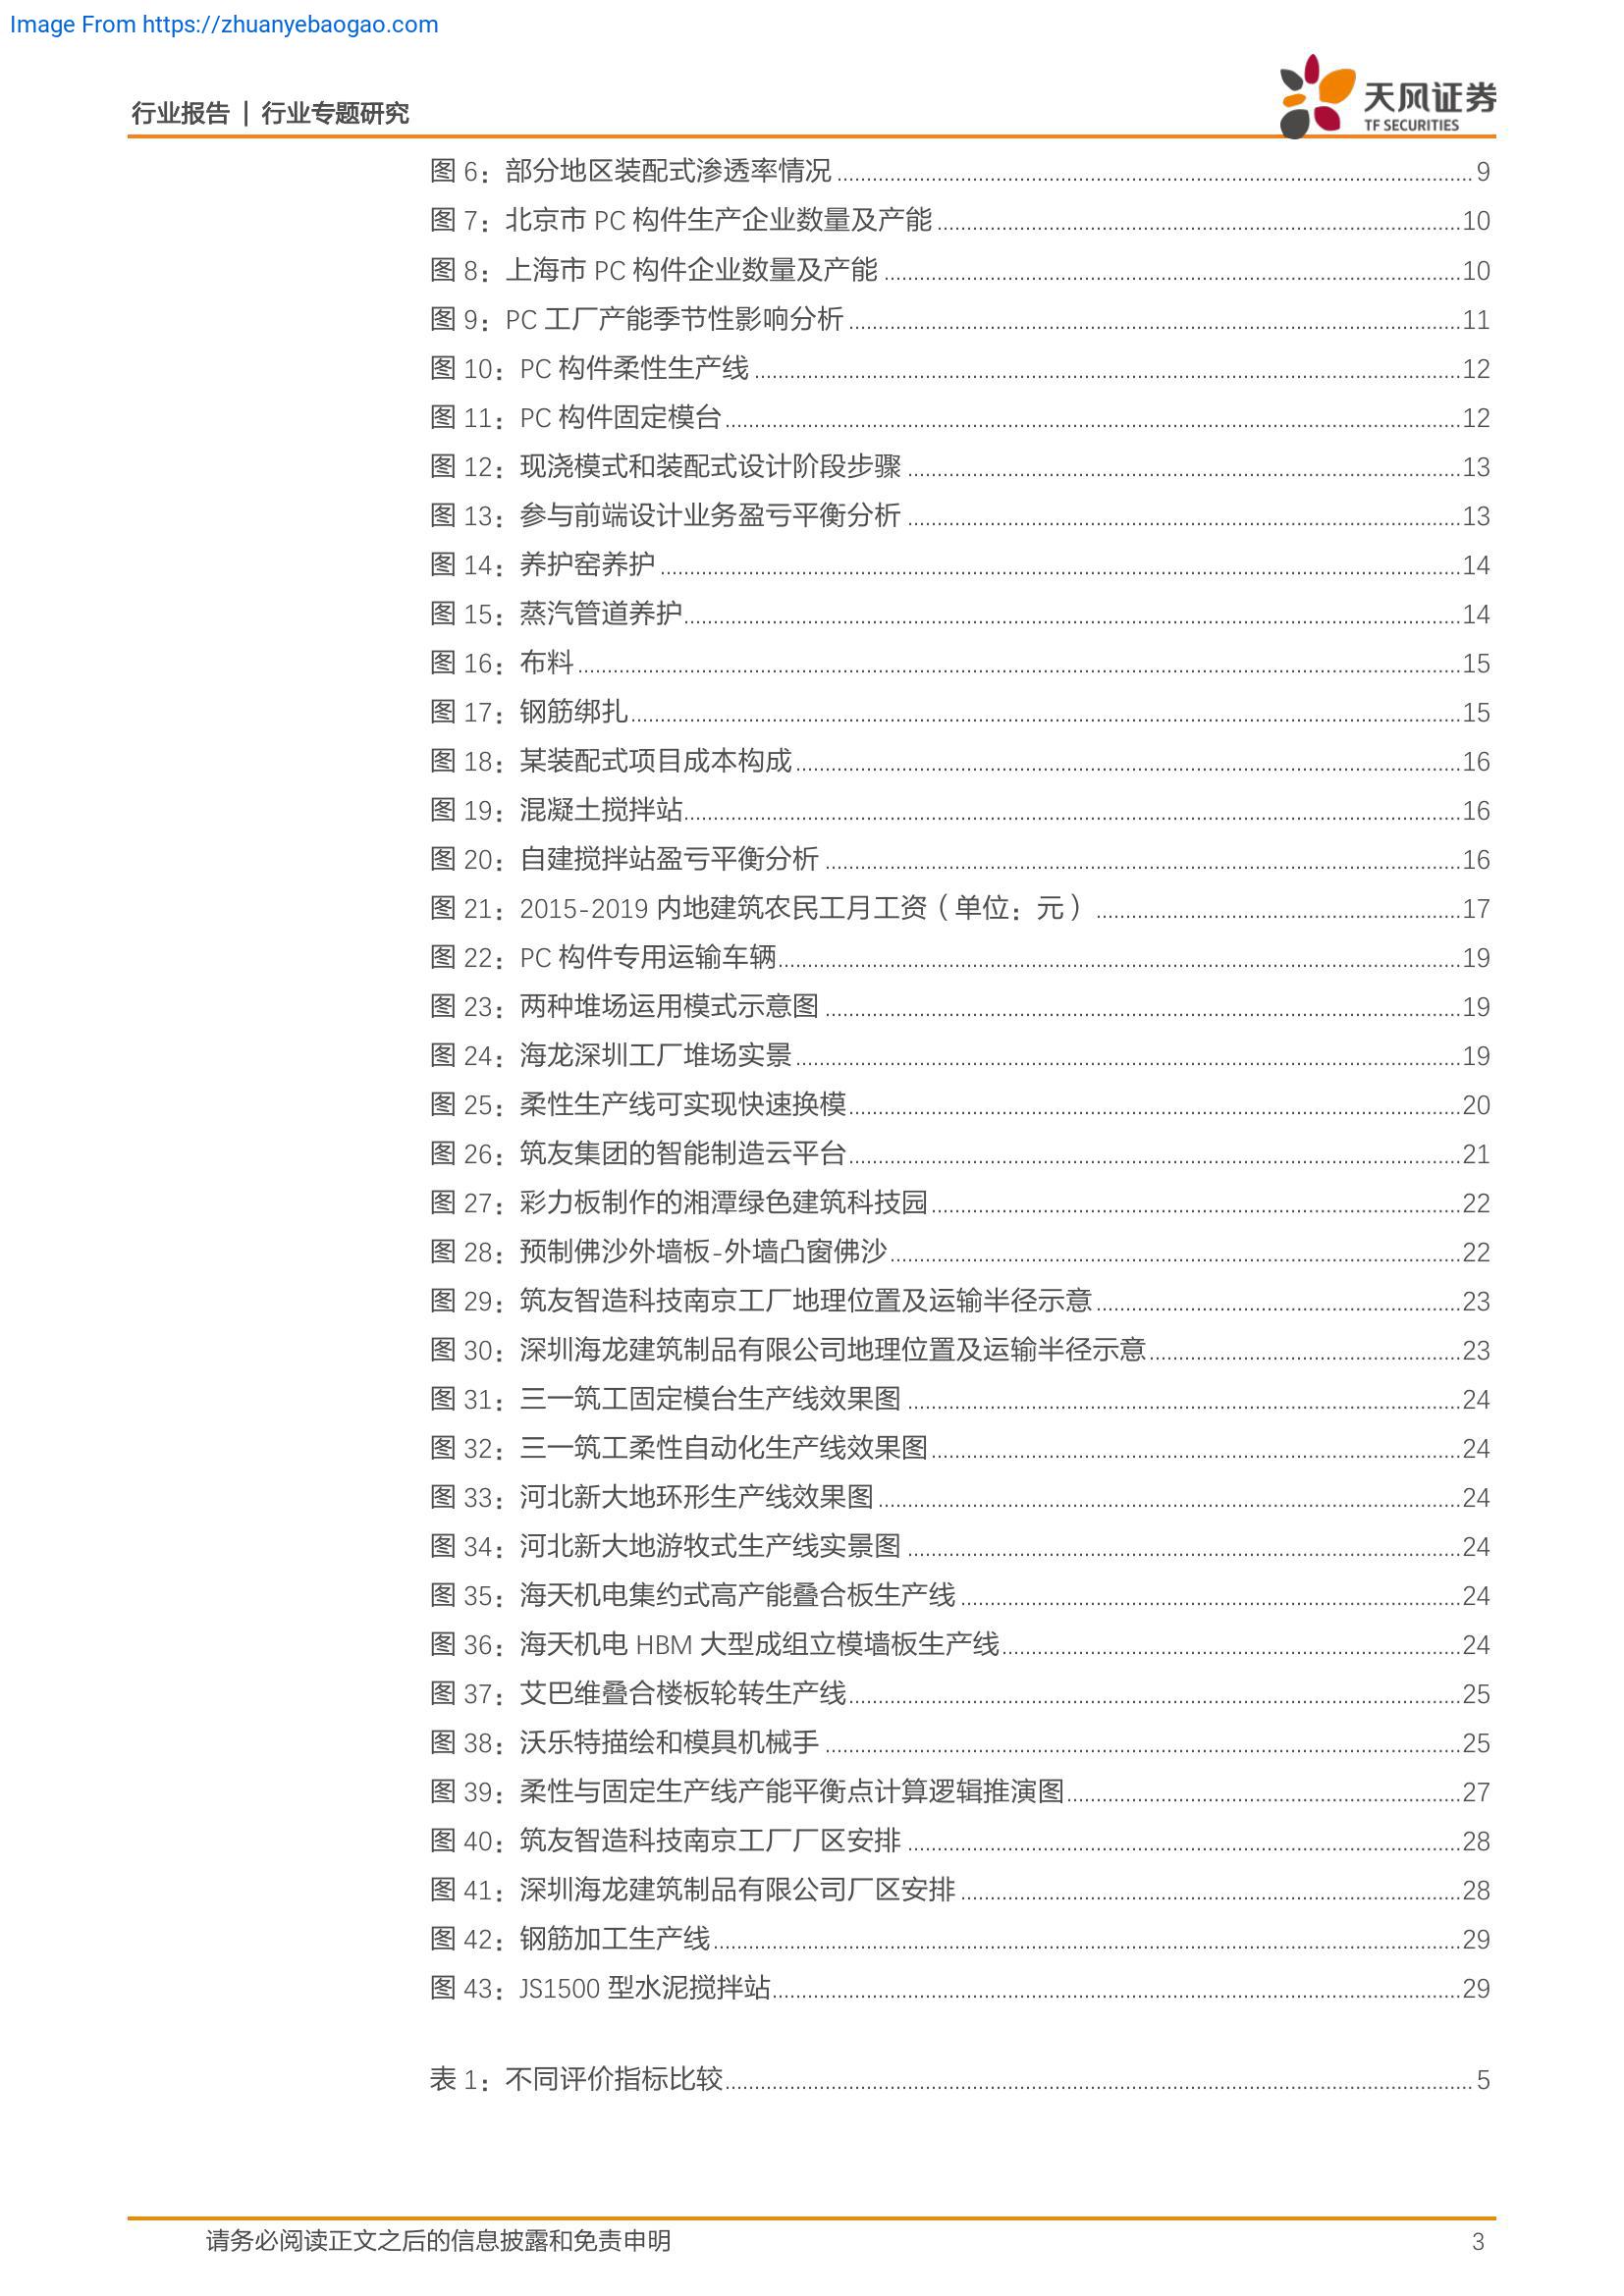 Image From https://zhuanyebaogao.com
行业报告 | 行业专题研究
天风证券
TF SECURITIES
图 6：部分地区装配式渗透率情况 9
图 7：北京市 PC 构件生产企业数量及产能 10
图 8：上海市 PC 构件企业数量及产能 10
图 9：PC 工厂产能季节性影响分析 11
图 10：PC 构件柔性生产线 12
图 11：PC 构件固定模台 12
图 12：现浇模式和装配式设计阶段步骤 13
图 13：参与前端设计业务盈亏平衡分析 13
图 14：养护窑养护 14
图 15：蒸汽管道养护 14
图 16：布料 15
图 17：钢筋绑扎 15
图 18：某装配式项目成本构成 16
图 19：混凝土搅拌站 16
图 20：自建搅拌站盈亏平衡分析 16
图 21：2015-2019 内地建筑农民工月工资（单位：元） 17
图 22：PC 构件专用运输车辆 19
图 23：两种堆场运用模式示意图 19
图 24：海龙深圳工厂堆场实景 19
图 25：柔性生产线可实现快速换模 20
图 26：筑友集团的智能制造云平台 21
图 27：彩力板制作的湘潭绿色建筑科技园 22
图 28：预制佛沙外墙板-外墙凸窗佛沙 22
图 29：筑友智造科技南京工厂地理位置及运输半径示意 23
图 30：深圳海龙建筑制品有限公司地理位置及运输半径示意 23
图 31：三一筑工固定模台生产线效果图 24
图 32：三一筑工柔性自动化生产线效果图 24
图 33：河北新大地环形生产线效果图 24
图 34：河北新大地游牧式生产线实景图 24
图 35：海天机电集约式高产能叠合板生产线 24
图 36：海天机电 HBM 大型成组立模墙板生产线 24
图 37：艾巴维叠合楼板轮转生产线 25
图 38：沃乐特描绘和模具机械手 25
图 39：柔性与固定生产线产能平衡点计算逻辑推演图 27
图 40：筑友智造科技南京工厂厂区安排 28
图 41：深圳海龙建筑制品有限公司厂区安排 28
图 42：钢筋加工生产线 29
图 43：JS1500 型水泥搅拌站 29
表 1：不同评价指标比较 5
请务必阅读正文之后的信息披露和免责申明 3